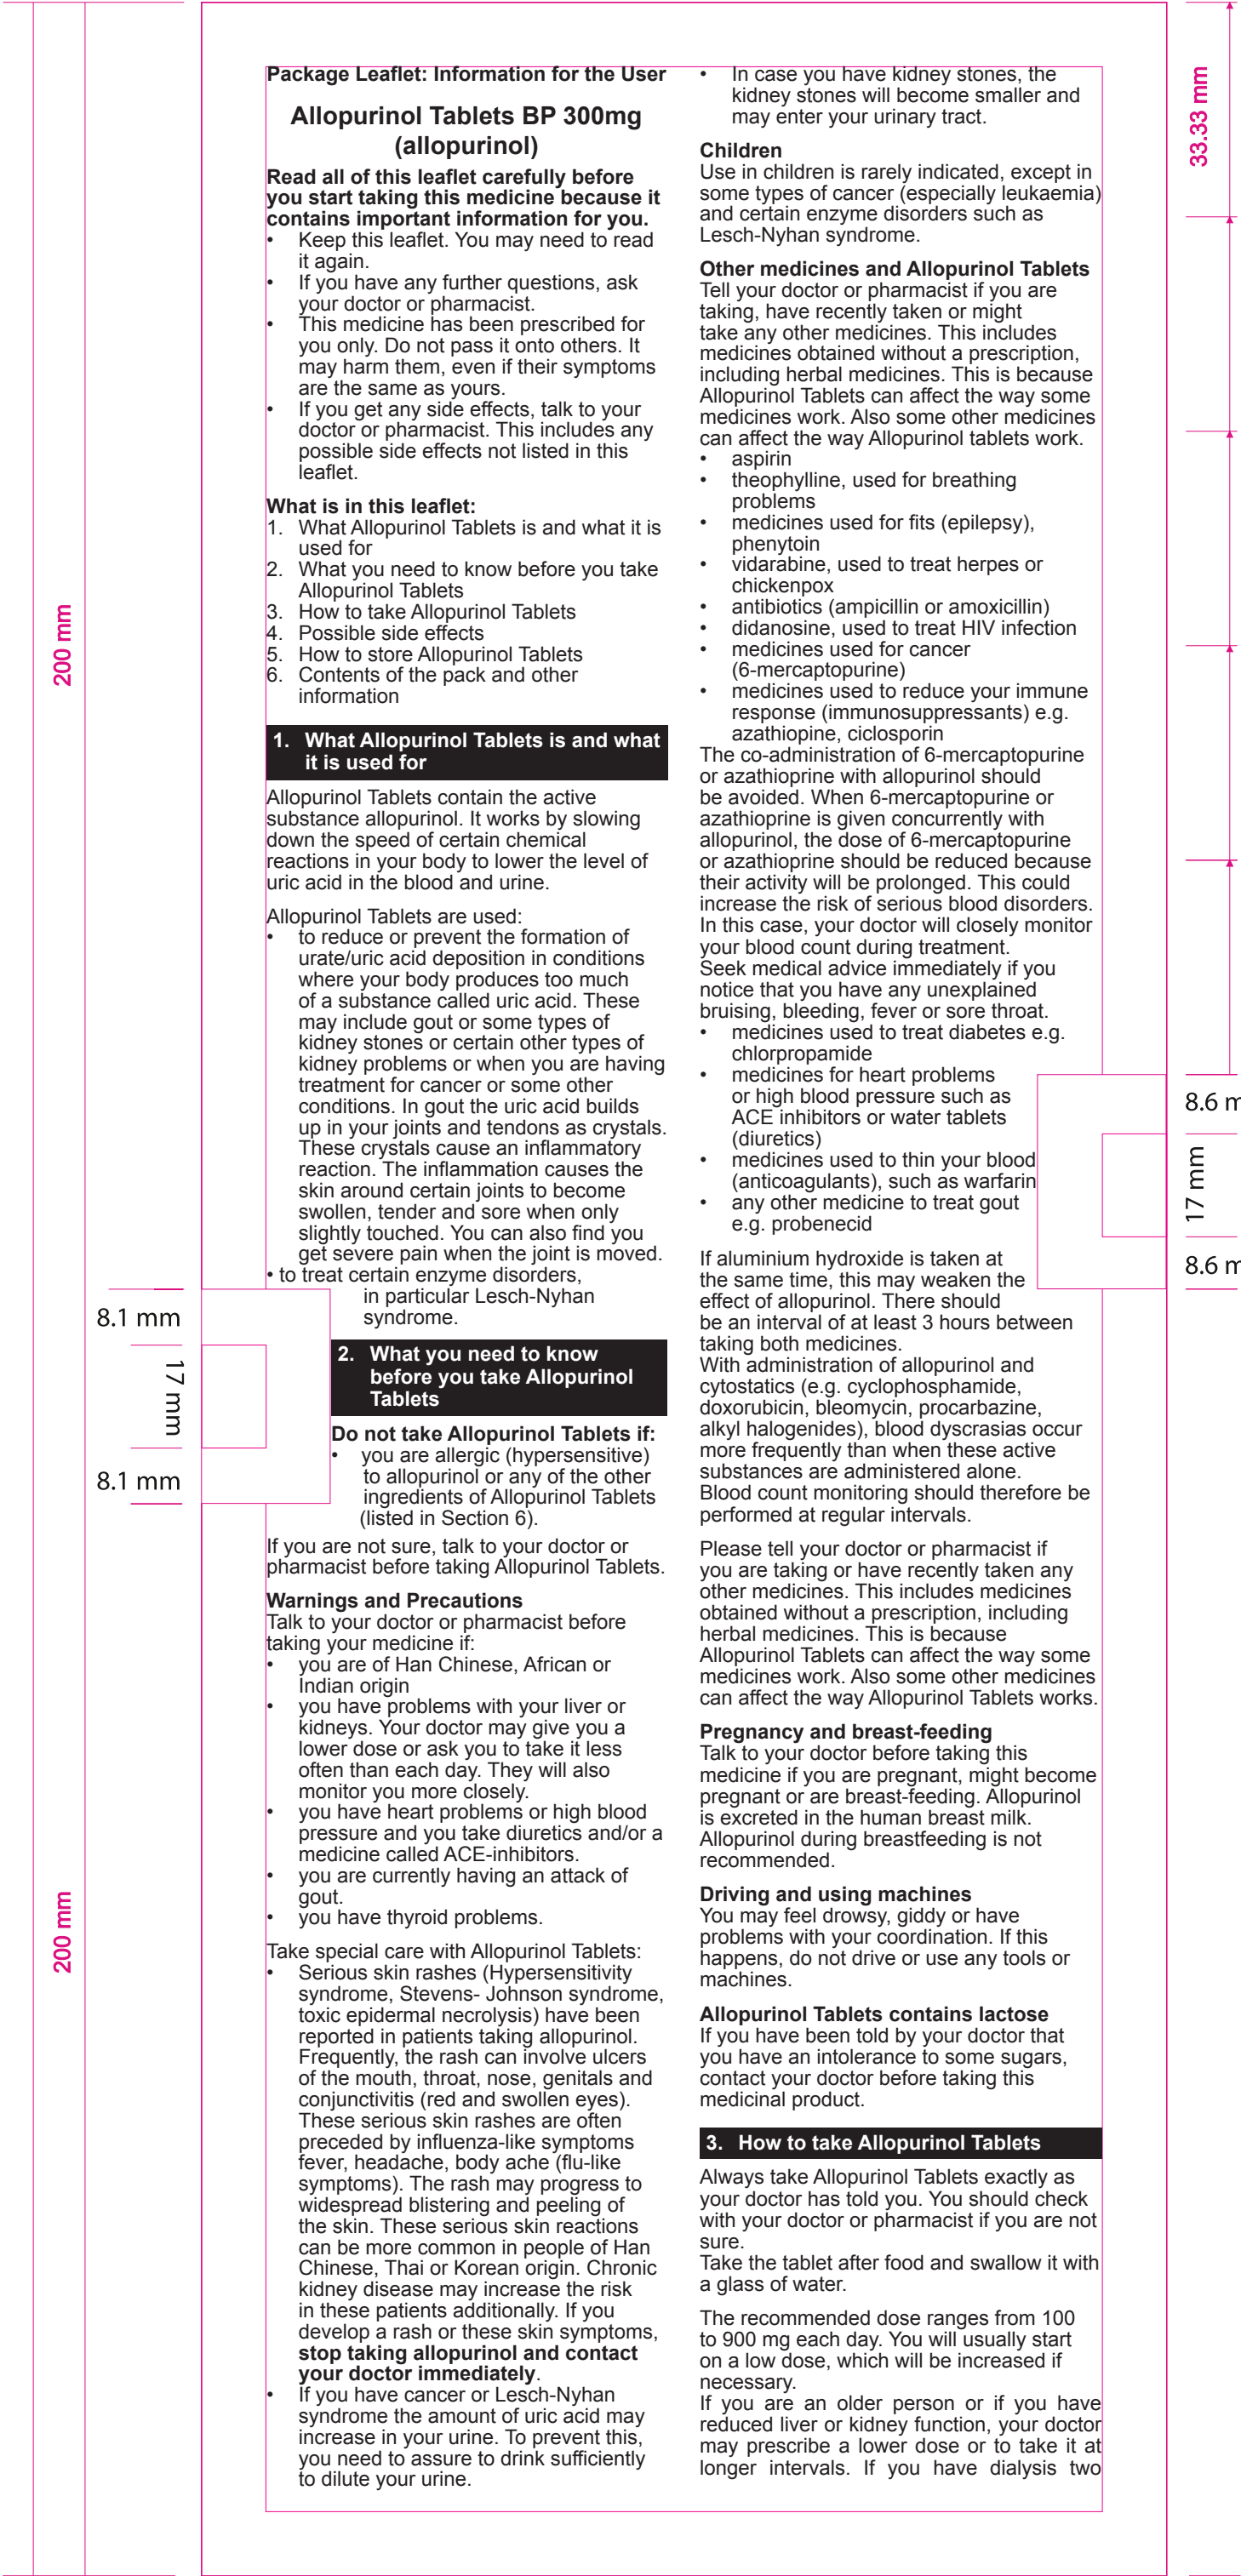 Package Leaflet: Information for the User
Allopurinol Tablets BP 300mg
(allopurinol)
Read all of this leaflet carefully before
you start taking this medicine because it
contains important information for you.
• Keep this leaflet. You may need to read
it again.
• If you have any further questions, ask
your doctor or pharmacist.
• This medicine has been prescribed for
you only. Do not pass it onto others. It
may harm them, even if their symptoms
are the same as yours.
• If you get any side effects, talk to your
doctor or pharmacist. This includes any
possible side effects not listed in this
leaflet.
What is in this leaflet:
1. What Allopurinol Tablets is and what it is
used for
2. What you need to know before you take
Allopurinol Tablets
3. How to take Allopurinol Tablets
4. Possible side effects
5. How to store Allopurinol Tablets
6. Contents of the pack and other
information
1. What Allopurinol Tablets is and what
it is used for
Allopurinol Tablets contain the active
substance allopurinol. It works by slowing
down the speed of certain chemical
reactions in your body to lower the level of
uric acid in the blood and urine.
Allopurinol Tablets are used:
• to reduce or prevent the formation of
urate/uric acid deposition in conditions
where your body produces too much
of a substance called uric acid. These
may include gout or some types of
kidney stones or certain other types of
kidney problems or when you are having
treatment for cancer or some other
conditions. In gout the uric acid builds
up in your joints and tendons as crystals.
These crystals cause an inflammatory
reaction. The inflammation causes the
skin around certain joints to become
swollen, tender and sore when only
slightly touched. You can also find you
get severe pain when the joint is moved.
• to treat certain enzyme disorders,
in particular Lesch-Nyhan
syndrome.
2. What you need to know
before you take Allopurinol
Tablets
Do not take Allopurinol Tablets if:
• you are allergic (hypersensitive)
to allopurinol or any of the other
ingredients of Allopurinol Tablets
(listed in Section 6).
If you are not sure, talk to your doctor or
pharmacist before taking Allopurinol Tablets.
Warnings and Precautions
Talk to your doctor or pharmacist before
taking your medicine if:
• you are of Han Chinese, African or
Indian origin
• you have problems with your liver or
kidneys. Your doctor may give you a
lower dose or ask you to take it less
often than each day. They will also
monitor you more closely.
• you have heart problems or high blood
pressure and you take diuretics and/or a
medicine called ACE-inhibitors.
• you are currently having an attack of
gout.
• you have thyroid problems.
Take special care with Allopurinol Tablets:
• Serious skin rashes (Hypersensitivity
syndrome, Stevens- Johnson syndrome,
toxic epidermal necrolysis) have been
reported in patients taking allopurinol.
Frequently, the rash can involve ulcers
of the mouth, throat, nose, genitals and
conjunctivitis (red and swollen eyes).
These serious skin rashes are often
preceded by influenza-like symptoms
fever, headache, body ache (flu-like
symptoms). The rash may progress to
widespread blistering and peeling of
the skin. These serious skin reactions
can be more common in people of Han
Chinese, Thai or Korean origin. Chronic
kidney disease may increase the risk
in these patients additionally. If you
develop a rash or these skin symptoms,
stop taking allopurinol and contact
your doctor immediately.
• If you have cancer or Lesch-Nyhan
syndrome the amount of uric acid may
increase in your urine. To prevent this,
you need to assure to drink sufficiently
to dilute your urine.
• In case you have kidney stones, the
kidney stones will become smaller and
may enter your urinary tract.
Children
Use in children is rarely indicated, except in
some types of cancer (especially leukaemia)
and certain enzyme disorders such as
Lesch-Nyhan syndrome.
Other medicines and Allopurinol Tablets
Tell your doctor or pharmacist if you are
taking, have recently taken or might
take any other medicines. This includes
medicines obtained without a prescription,
including herbal medicines. This is because
Allopurinol Tablets can affect the way some
medicines work. Also some other medicines
can affect the way Allopurinol tablets work.
• aspirin
• theophylline, used for breathing
problems
• medicines used for fits (epilepsy),
phenytoin
• vidarabine, used to treat herpes or
chickenpox
• antibiotics (ampicillin or amoxicillin)
• didanosine, used to treat HIV infection
• medicines used for cancer
(6-mercaptopurine)
• medicines used to reduce your immune
response (immunosuppressants) e.g.
azathiopine, ciclosporin
The co-administration of 6-mercaptopurine
or azathioprine with allopurinol should
be avoided. When 6-mercaptopurine or
azathioprine is given concurrently with
allopurinol, the dose of 6-mercaptopurine
or azathioprine should be reduced because
their activity will be prolonged. This could
increase the risk of serious blood disorders.
In this case, your doctor will closely monitor
your blood count during treatment.
Seek medical advice immediately if you
notice that you have any unexplained
bruising, bleeding, fever or sore throat.
• medicines used to treat diabetes e.g.
chlorpropamide
• medicines for heart problems
or high blood pressure such as
ACE inhibitors or water tablets
(diuretics)
• medicines used to thin your blood
(anticoagulants), such as warfarin
• any other medicine to treat gout
e.g. probenecid
If aluminium hydroxide is taken at
the same time, this may weaken the
effect of allopurinol. There should
be an interval of at least 3 hours between
taking both medicines.
With administration of allopurinol and
cytostatics (e.g. cyclophosphamide,
doxorubicin, bleomycin, procarbazine,
alkyl halogenides), blood dyscrasias occur
more frequently than when these active
substances are administered alone.
Blood count monitoring should therefore be
performed at regular intervals.
Please tell your doctor or pharmacist if
you are taking or have recently taken any
other medicines. This includes medicines
obtained without a prescription, including
herbal medicines. This is because
Allopurinol Tablets can affect the way some
medicines work. Also some other medicines
can affect the way Allopurinol Tablets works.
Pregnancy and breast-feeding
Talk to your doctor before taking this
medicine if you are pregnant, might become
pregnant or are breast-feeding. Allopurinol
is excreted in the human breast milk.
Allopurinol during breastfeeding is not
recommended.
Driving and using machines
You may feel drowsy, giddy or have
problems with your coordination. If this
happens, do not drive or use any tools or
machines.
Allopurinol Tablets contains lactose
If you have been told by your doctor that
you have an intolerance to some sugars,
contact your doctor before taking this
medicinal product.
3. How to take Allopurinol Tablets
Always take Allopurinol Tablets exactly as
your doctor has told you. You should check
with your doctor or pharmacist if you are not
sure.
Take the tablet after food and swallow it with
a glass of water.
The recommended dose ranges from 100
to 900 mg each day. You will usually start
on a low dose, which will be increased if
necessary.
If you are an older person or if you have
reduced liver or kidney function, your doctor
may prescribe a lower dose or to take it at
longer intervals. If you have dialysis two
200 mm
200 mm
8.1 mm
17 mm
8.1 mm
33.33 mm
8.6 m
17 mm
8.6 m